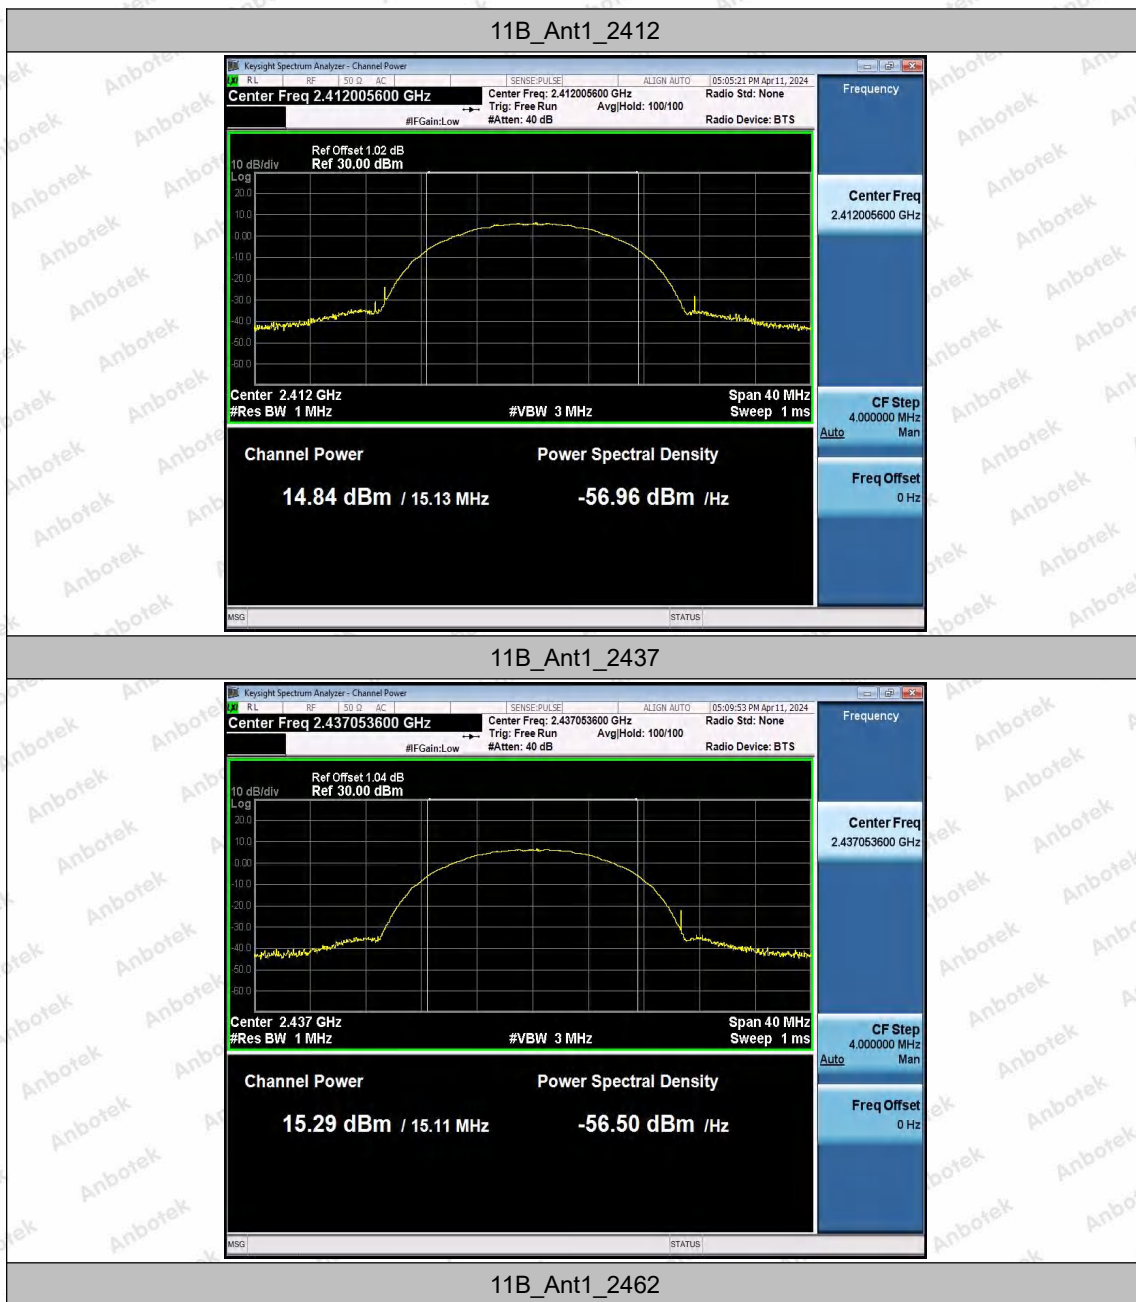 11B_Ant1_2412
Keysight Spectrum Analyzer - Channel Power
RL RF 50 Ω AC SENSE:PULSE ALIGN AUTO 05:05:21 PM Apr 11, 2024
Center Freq 2.412005600 GHz Center Freq: 2.412005600 GHz Radio Std: None
Trig: Free Run Avg|Hold: 100/100
#IFGain:Low #Atten: 40 dB Radio Device: BTS
Frequency
Ref Offset 1.02 dB
10 dB/div Ref 30.00 dBm
Log
20.0
10.0
0.00
-10.0
-20.0
-30.0
-40.0
-50.0
-60.0
Center Freq
2.412005600 GHz
Center 2.412 GHz Span 40 MHz
#Res BW 1 MHz #VBW 3 MHz Sweep 1 ms
CF Step
4.000000 MHz
Auto Man
Channel Power Power Spectral Density
14.84 dBm / 15.13 MHz -56.96 dBm /Hz
Freq Offset
0 Hz
MSG STATUS
11B_Ant1_2437
Keysight Spectrum Analyzer - Channel Power
RL RF 50 Ω AC SENSE:PULSE ALIGN AUTO 05:09:53 PM Apr 11, 2024
Center Freq 2.437053600 GHz Center Freq: 2.437053600 GHz Radio Std: None
Trig: Free Run Avg|Hold: 100/100
#IFGain:Low #Atten: 40 dB Radio Device: BTS
Frequency
Ref Offset 1.04 dB
10 dB/div Ref 30.00 dBm
Log
20.0
10.0
0.00
-10.0
-20.0
-30.0
-40.0
-50.0
-60.0
Center Freq
2.437053600 GHz
Center 2.437 GHz Span 40 MHz
#Res BW 1 MHz #VBW 3 MHz Sweep 1 ms
CF Step
4.000000 MHz
Auto Man
Channel Power Power Spectral Density
15.29 dBm / 15.11 MHz -56.50 dBm /Hz
Freq Offset
0 Hz
MSG STATUS
11B_Ant1_2462
Anbotek